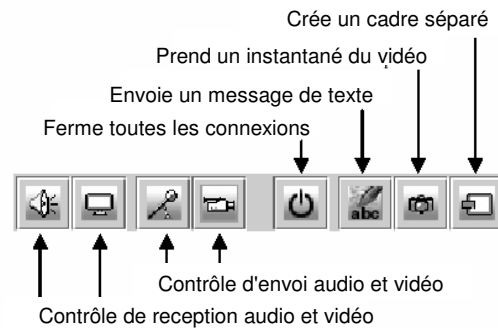 Crée un cadre séparé
Prend un instantané du vidéo
Envoie un message de texte
Ferme toutes les connexions
abc
Contrôle d'envoi audio et vidéo
Contrôle de reception audio et vidéo